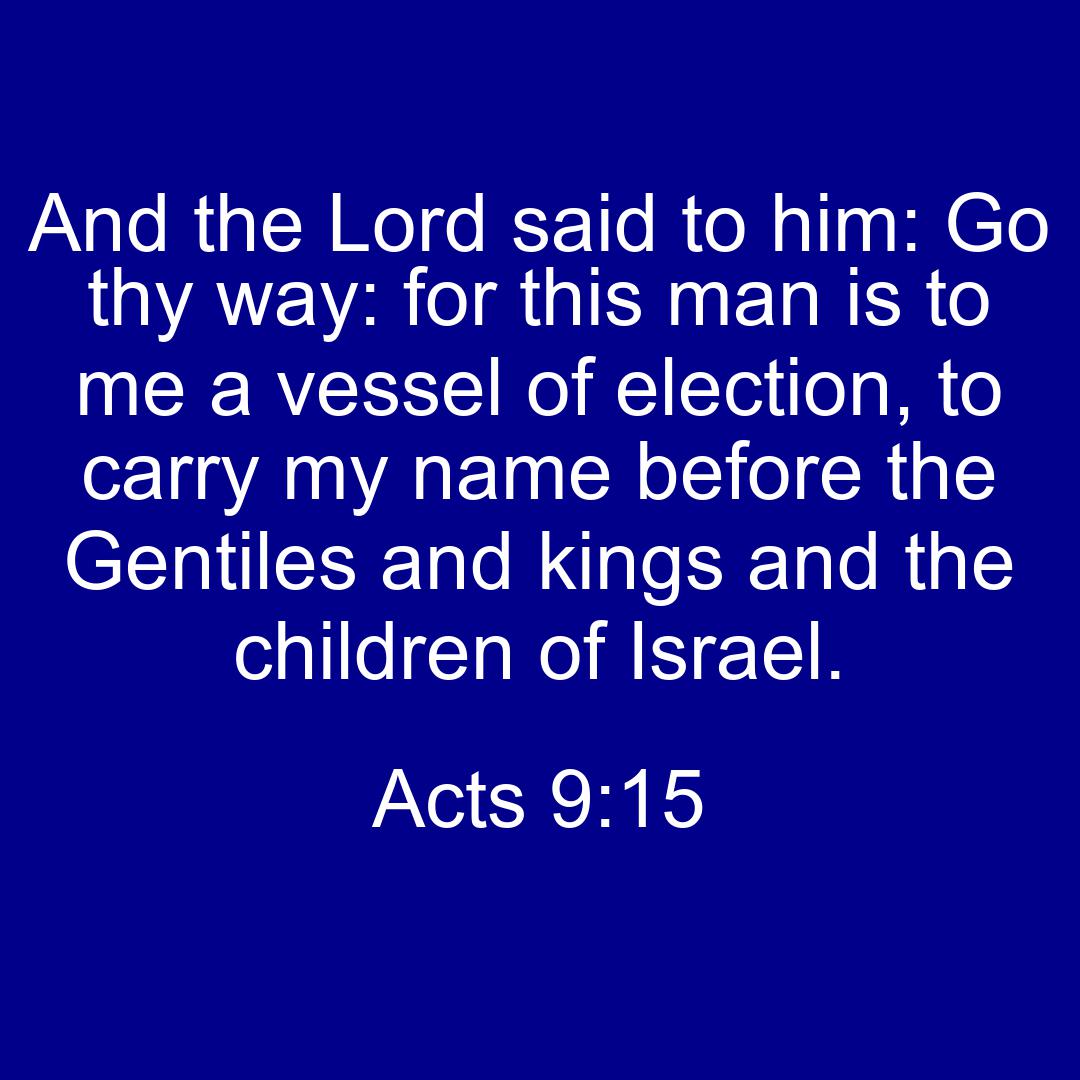 And the Lord said to him: Go
thy way: for this man is to
me a vessel of election, to
carry my name before the
Gentiles and kings and the
children of Israel.
Acts 9:15